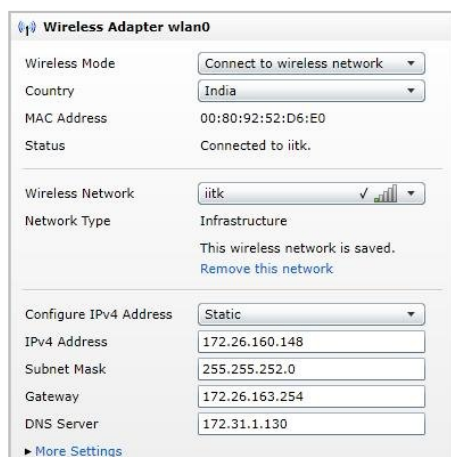 Wireless Adapter wlan0
Wireless Mode Connect to wireless network
Country India
MAC Address 00:80:92:52:D6:E0
Status Connected to iitk.
Wireless Network iitk ✓
Network Type Infrastructure
This wireless network is saved.
Remove this network
Configure IPv4 Address Static
IPv4 Address 172.26.160.148
Subnet Mask 255.255.252.0
Gateway 172.26.163.254
DNS Server 172.31.1.130
More Settings